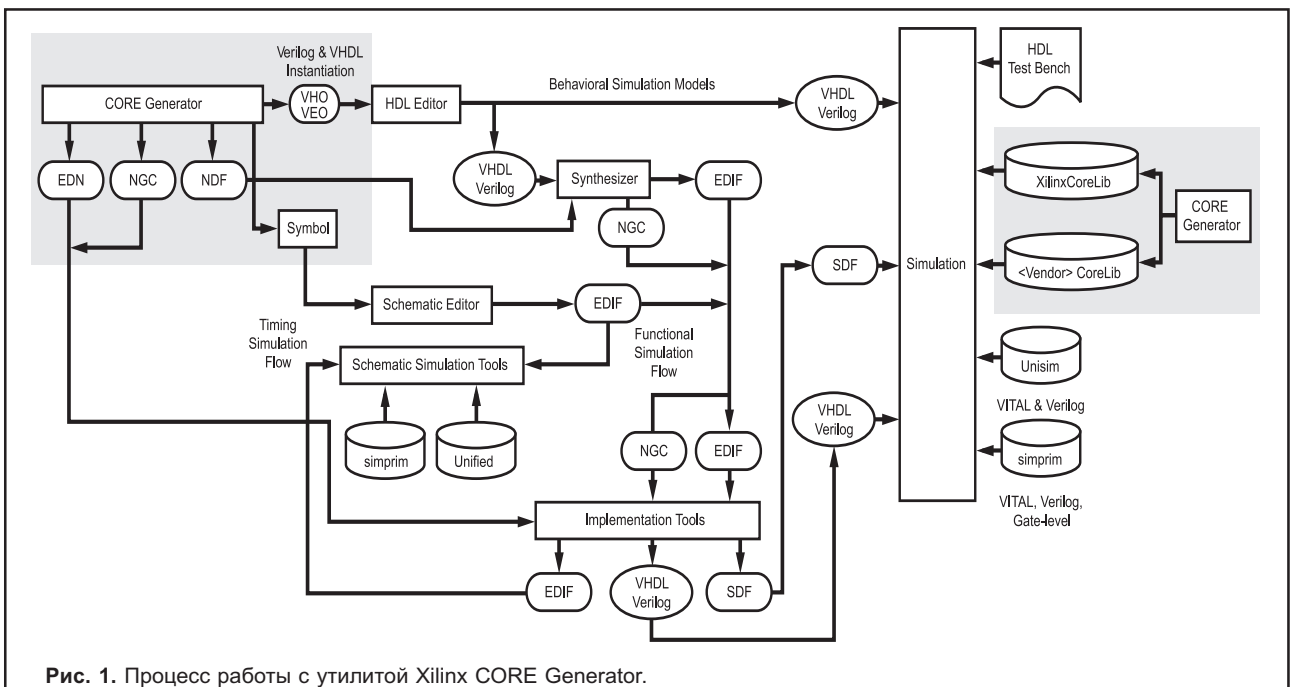 Verilog & VHDL
Instantiation
CORE Generator
VHO
VEO
HDL Editor
Behavioral Simulation Models
VHDL
Verilog
HDL
Test Bench
EDN
NGC
NDF
VHDL
Verilog
Synthesizer
EDIF
XilinxCoreLib
CORE
Generator
Symbol
NGC
SDF
Simulation
<Vendor> CoreLib
Schematic Editor
EDIF
Timing
Simulation
Flow
Functional
Simulation
Flow
Schematic Simulation Tools
Unisim
VITAL & Verilog
simprim
Unified
NGC
EDIF
VHDL
Verilog
simprim
VITAL, Verilog,
Gate-level
Implementation Tools
EDIF
VHDL
Verilog
SDF
Рис. 1. Процесс работы с утилитой Xilinx CORE Generator.